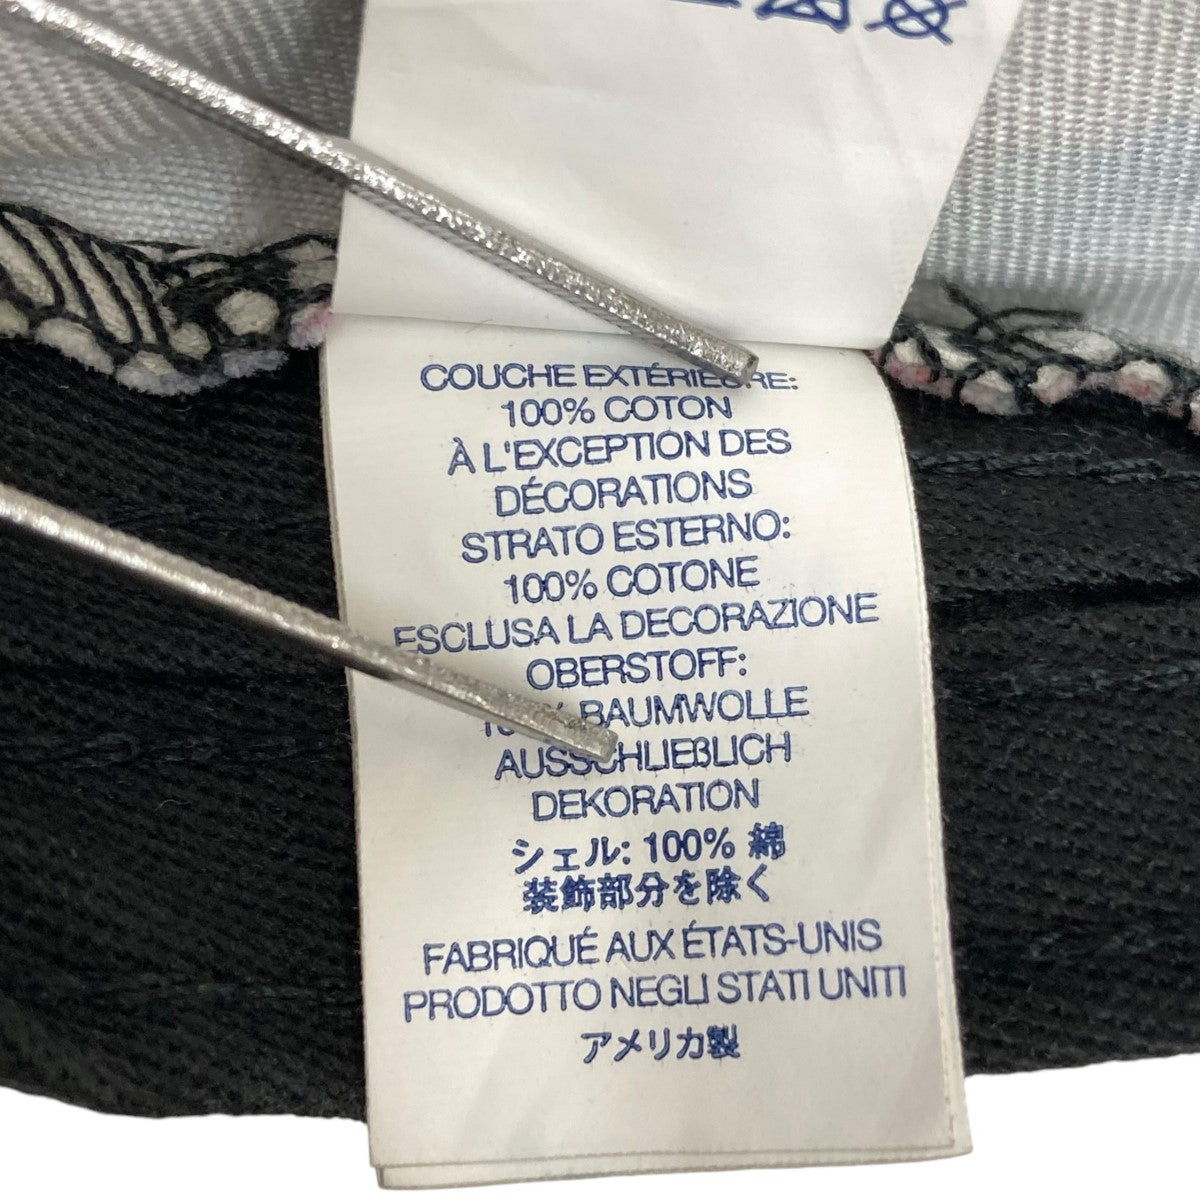 COUCHE EXTÉRIEURE:
100% COTON
À L'EXCEPTION DES
DÉCORATIONS
STRATO ESTERNO:
100% COTONE
ESCLUSA LA DECORAZIONE
OBERSTOFF:
100% BAUMWOLLE
AUSSCHLIEßLICH
DEKORATION
シェル: 100% 綿
装飾部分を除く
FABRIQUÉ AUX ÉTATS-UNIS
PRODOTTO NEGLI STATI UNITI
アメリカ製